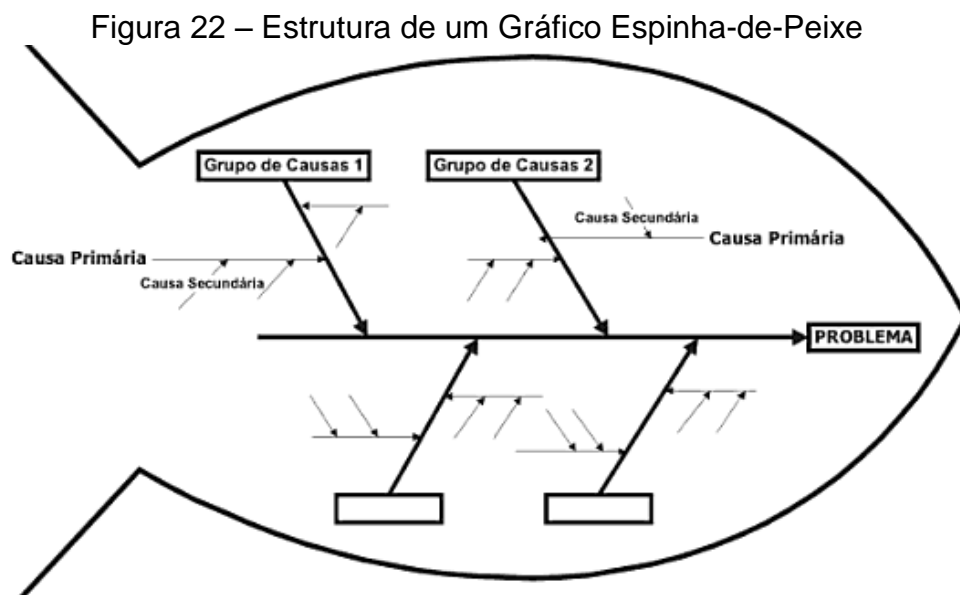 Figura 22 – Estrutura de um Gráfico Espinha-de-Peixe
Grupo de Causas 1
Grupo de Causas 2
Causa Secundária
Causa Primária
Causa Primária
Causa Secundária
PROBLEMA